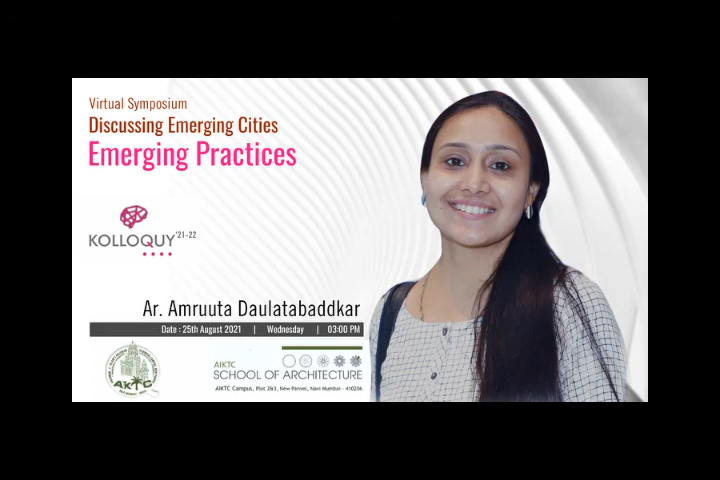 Virtual Symposium
Discussing Emerging Cities
Emerging Practices
KOLLOQUY '21-22
Ar. Amruuta Daulatabaddkar
Date : 25th August 2021 | Wednesday | 03:00 PM
AIKTC
SCHOOL OF ARCHITECTURE
AIKTC Campus, Plot 2&3, New Panvel, Navi Mumbai - 410206
AKTC